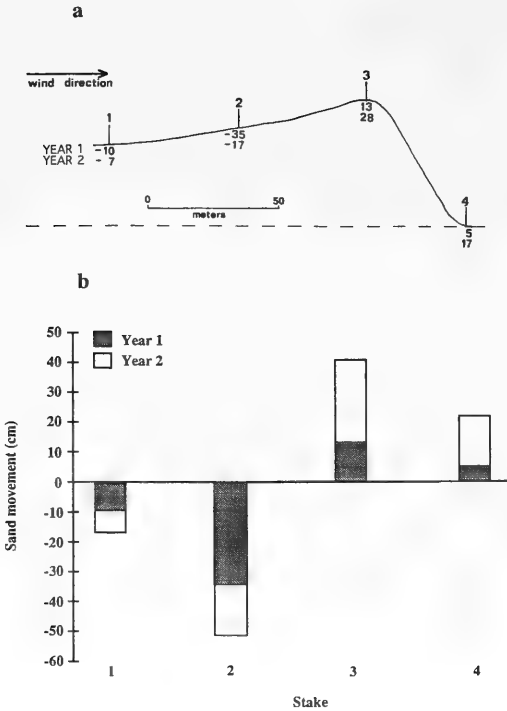 a
wind direction
1
2
3
4
YEAR 1 -10 -35 13 5
YEAR 2 - 7 -17 28 17
0 50
meters
b
50
40
30
20
10
0
-10
-20
-30
-40
-50
-60
Sand movement (cm)
Year 1
Year 2
1 2 3 4
Stake